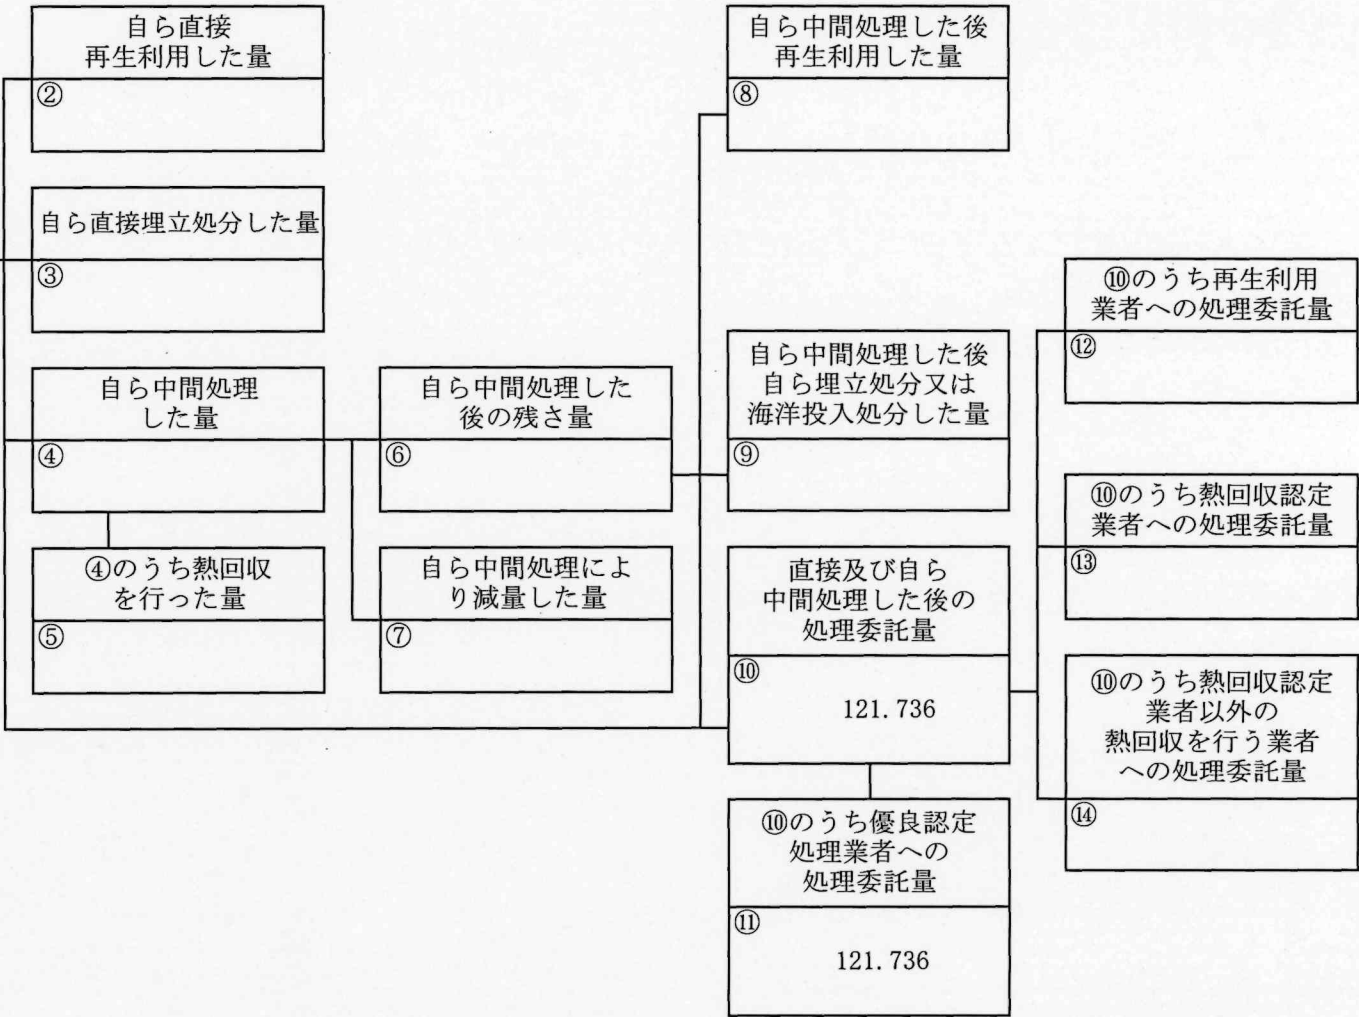 自ら直接
再生利用した量
②
自ら直接埋立処分した量
③
自ら中間処理
した量
④
④のうち熱回収
を行った量
⑤
自ら中間処理した
後の残さ量
⑥
自ら中間処理によ
り減量した量
⑦
自ら中間処理した後
再生利用した量
⑧
自ら中間処理した後
自ら埋立処分又は
海洋投入処分した量
⑨
直接及び自ら
中間処理した後の
処理委託量
⑩
121.736
⑩のうち優良認定
処理業者への
処理委託量
⑪
121.736
⑩のうち再生利用
業者への処理委託量
⑫
⑩のうち熱回収認定
業者への処理委託量
⑬
⑩のうち熱回収認定
業者以外の
熱回収を行う業者
への処理委託量
⑭